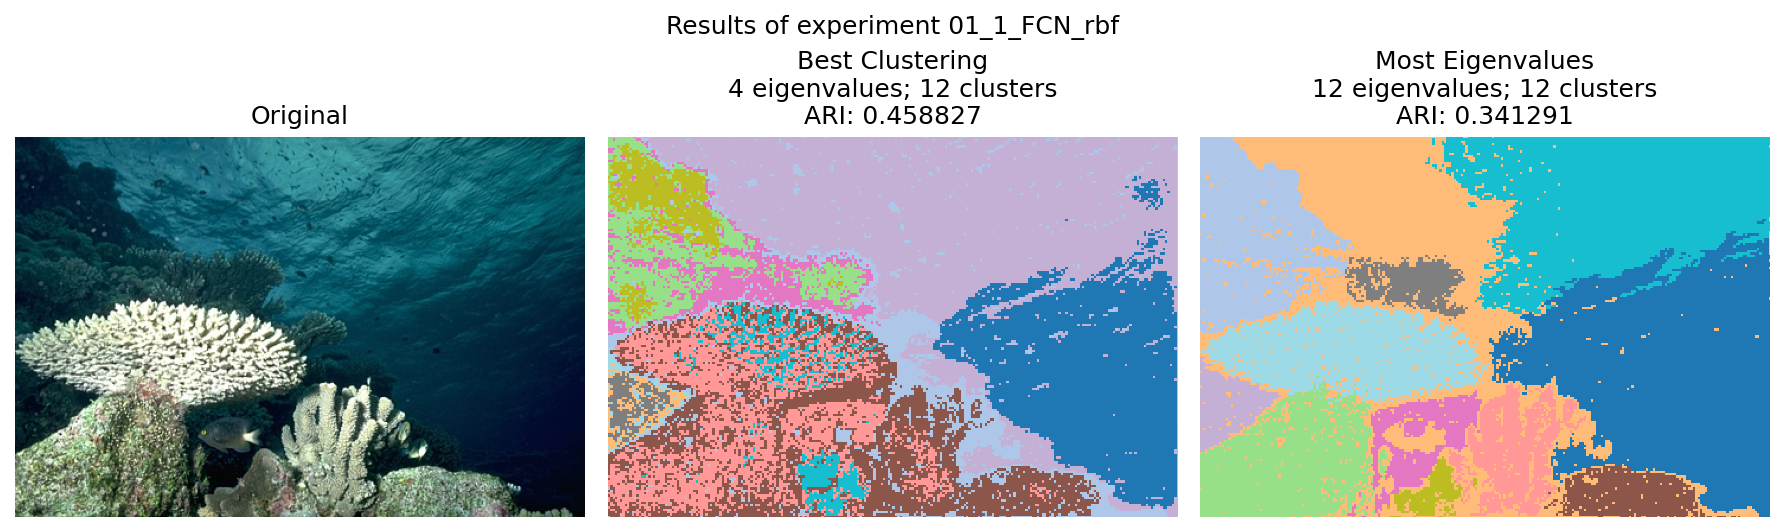 Results of experiment 01_1_FCN_rbf
Original
Best Clustering
4 eigenvalues; 12 clusters
ARI: 0.458827
Most Eigenvalues
12 eigenvalues; 12 clusters
ARI: 0.341291